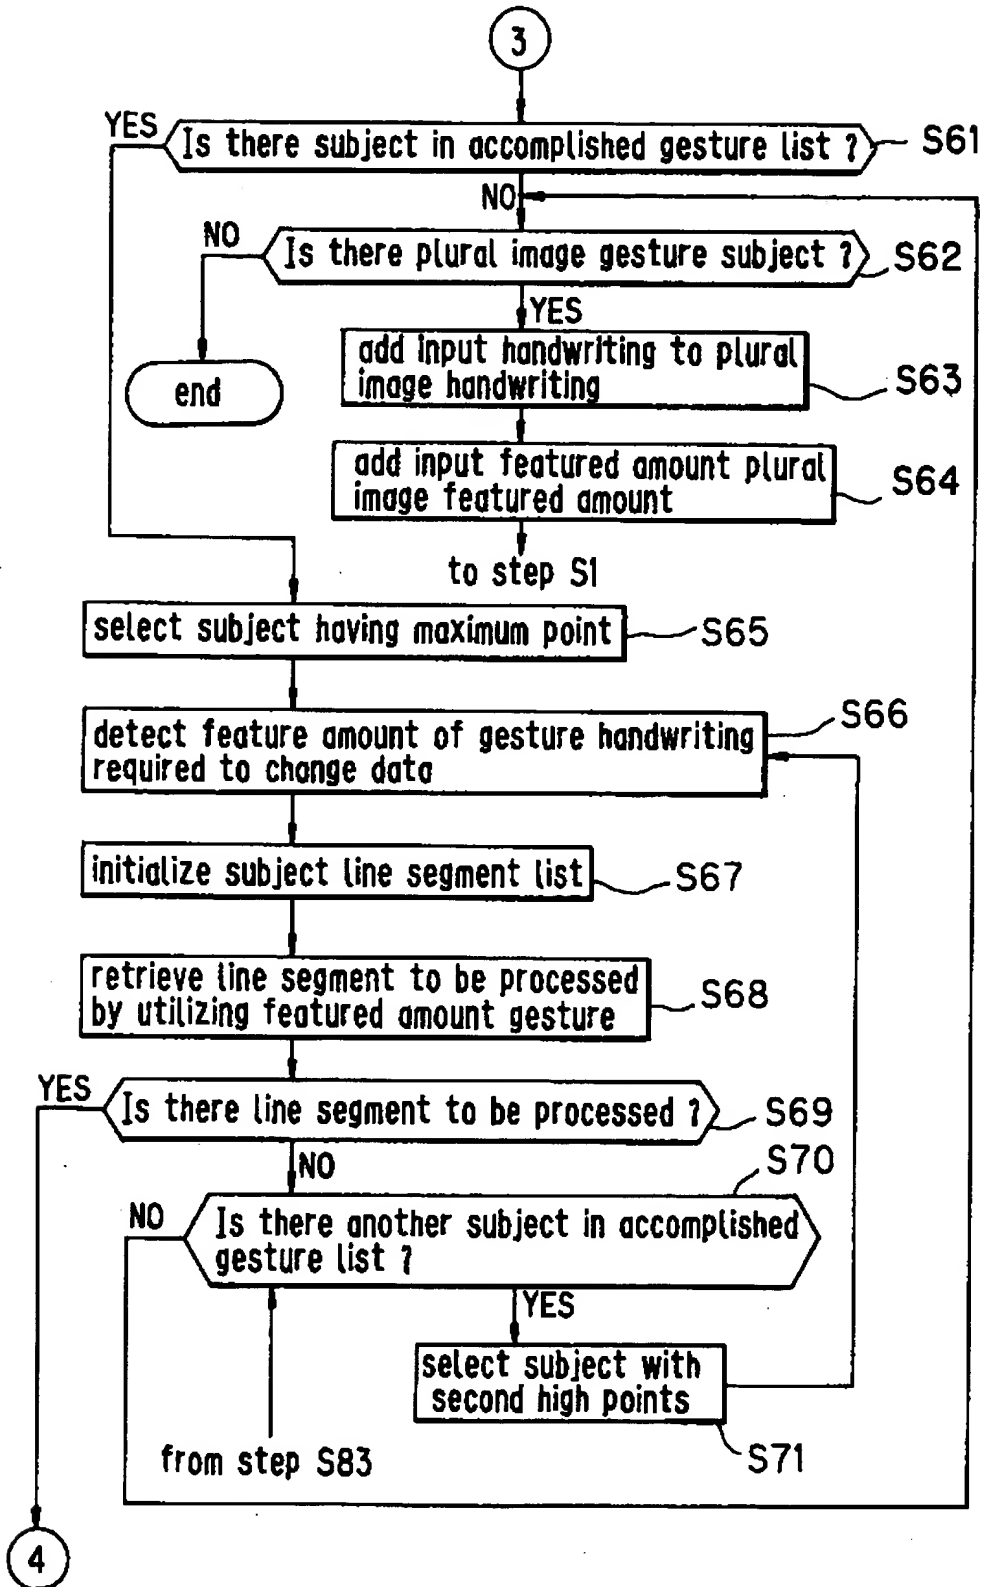 3
YES
Is there subject in accomplished gesture list ?
S61
NO
NO
Is there plural image gesture subject ?
S62
YES
add input handwriting to plural
image handwriting
S63
end
add input featured amount plural
image featured amount
S64
to step S1
select subject having maximum point
S65
detect feature amount of gesture handwriting
required to change data
S66
initialize subject line segment list
S67
retrieve line segment to be processed
by utilizing featured amount gesture
S68
YES
Is there line segment to be processed ?
S69
NO
S70
NO
Is there another subject in accomplished
gesture list ?
YES
select subject with
second high points
S71
from step S83
4